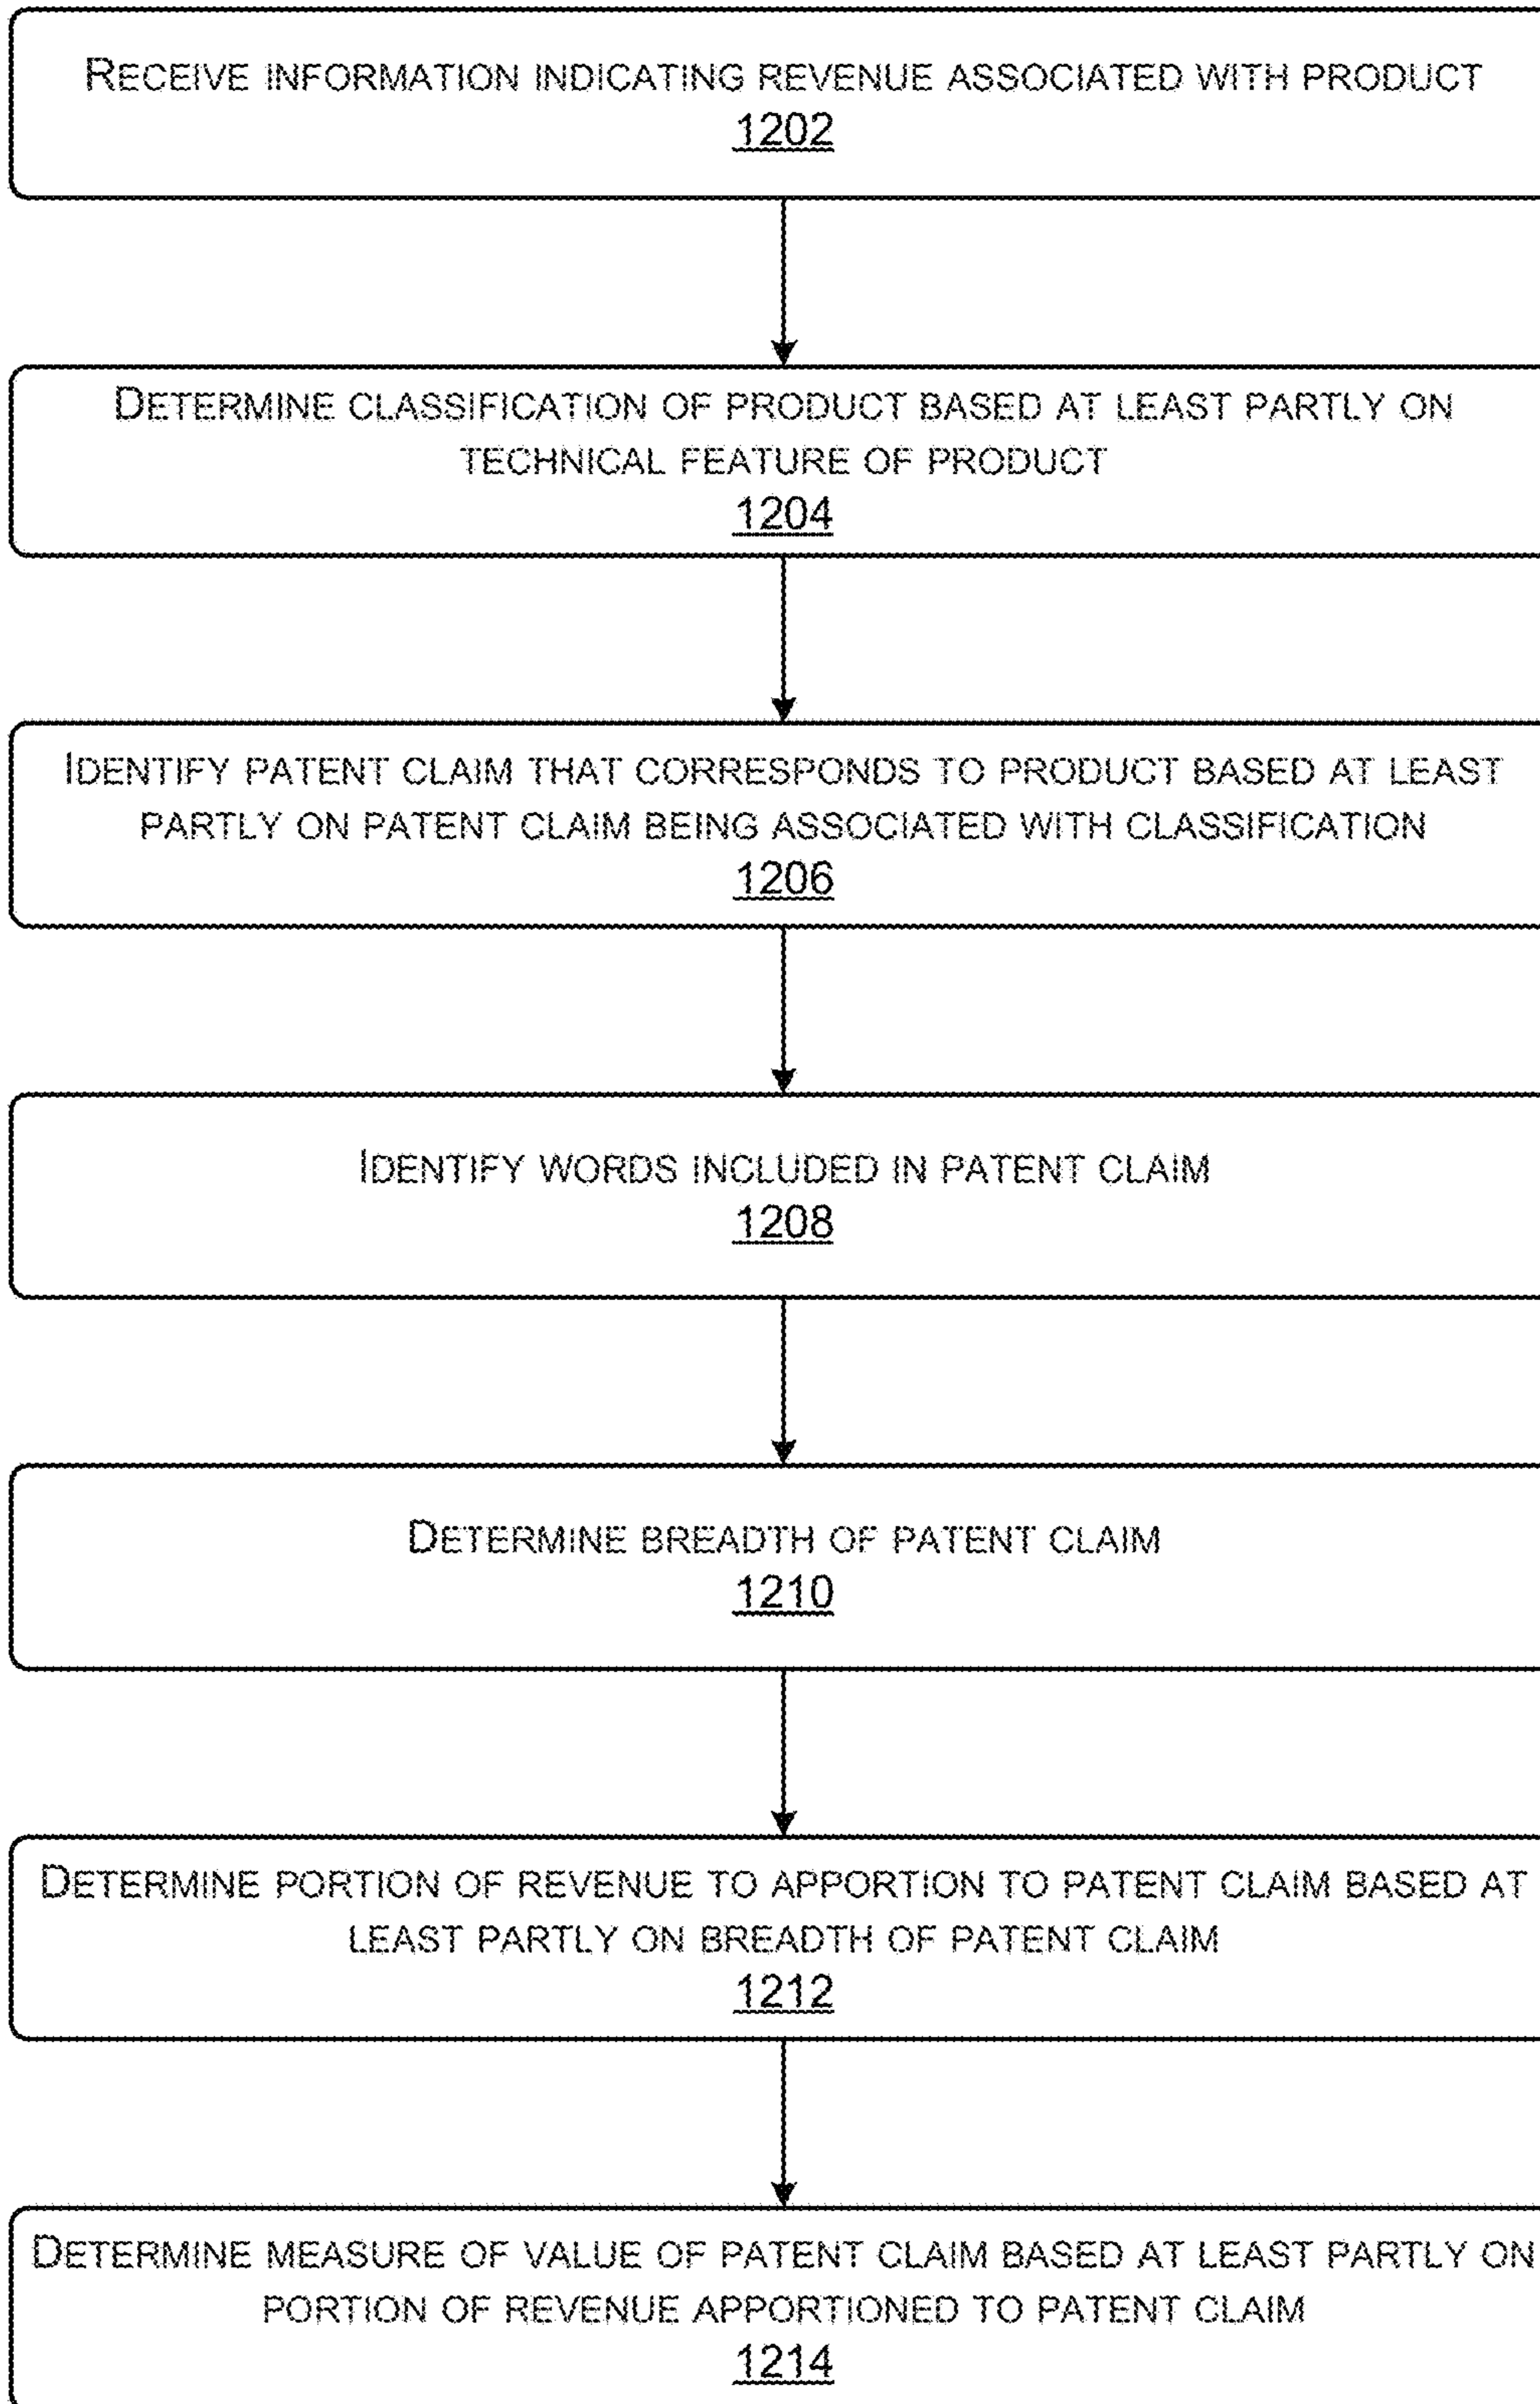 RECEIVE INFORMATION INDICATING REVENUE ASSOCIATED WITH PRODUCT
1202
DETERMINE CLASSIFICATION OF PRODUCT BASED AT LEAST PARTLY ON
TECHNICAL FEATURE OF PRODUCT
1204
IDENTIFY PATENT CLAIM THAT CORRESPONDS TO PRODUCT BASED AT LEAST
PARTLY ON PATENT CLAIM BEING ASSOCIATED WITH CLASSIFICATION
1206
IDENTIFY WORDS INCLUDED IN PATENT CLAIM
1208
DETERMINE BREADTH OF PATENT CLAIM
1210
DETERMINE PORTION OF REVENUE TO APPORTION TO PATENT CLAIM BASED AT
LEAST PARTLY ON BREADTH OF PATENT CLAIM
1212
DETERMINE MEASURE OF VALUE OF PATENT CLAIM BASED AT LEAST PARTLY ON
PORTION OF REVENUE APPORTIONED TO PATENT CLAIM
1214